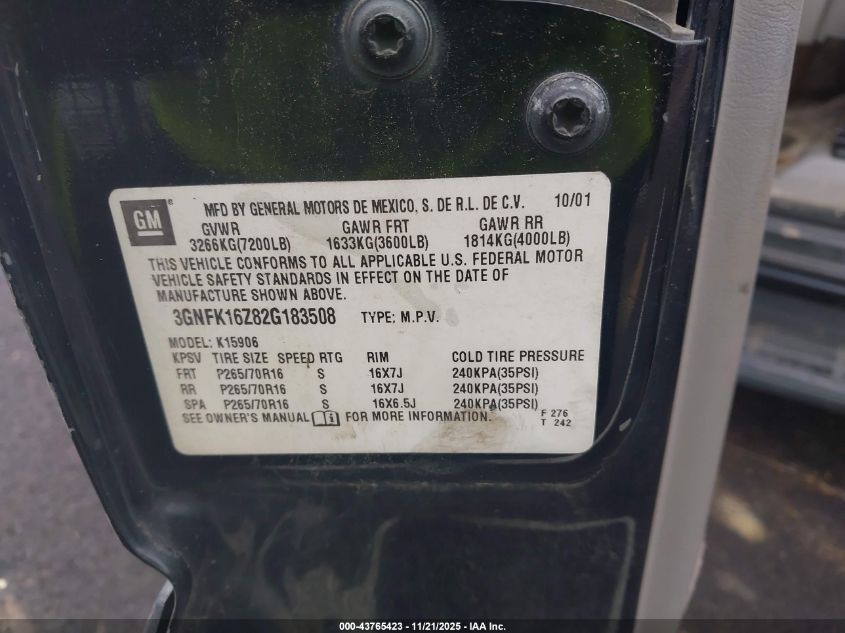 GM ® MFD BY GENERAL MOTORS DE MEXICO, S. DE R.L. DE C.V. 10/01
GVWR GAWR FRT GAWR RR
3266KG(7200LB) 1633KG(3600LB) 1814KG(4000LB)
THIS VEHICLE CONFORMS TO ALL APPLICABLE U.S. FEDERAL MOTOR
VEHICLE SAFETY STANDARDS IN EFFECT ON THE DATE OF
MANUFACTURE SHOWN ABOVE.
3GNFK16Z82G183508 TYPE: M.P.V.
MODEL: K15906
KPSV TIRE SIZE SPEED RTG RIM COLD TIRE PRESSURE
FRT P265/70R16 S 16X7J 240KPA(35PSI)
RR P265/70R16 S 16X7J 240KPA(35PSI)
SPA P265/70R16 S 16X6.5J 240KPA(35PSI)
SEE OWNER'S MANUAL FOR MORE INFORMATION. F 276
T 242
000-43765423 - 11/21/2025 - IAA Inc.